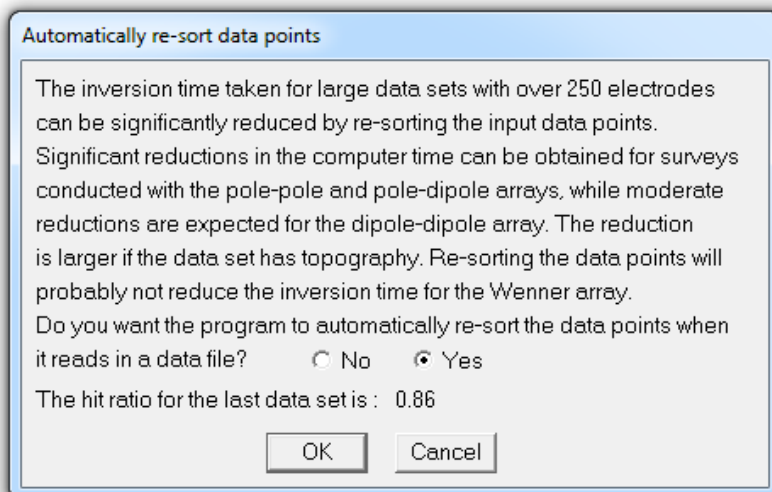 Automatically re-sort data points
The inversion time taken for large data sets with over 250 electrodes
can be significantly reduced by re-sorting the input data points.
Significant reductions in the computer time can be obtained for surveys
conducted with the pole-pole and pole-dipole arrays, while moderate
reductions are expected for the dipole-dipole array. The reduction
is larger if the data set has topography. Re-sorting the data points will
probably not reduce the inversion time for the Wenner array.
Do you want the program to automatically re-sort the data points when
it reads in a data file? No Yes
The hit ratio for the last data set is : 0.86
OK Cancel